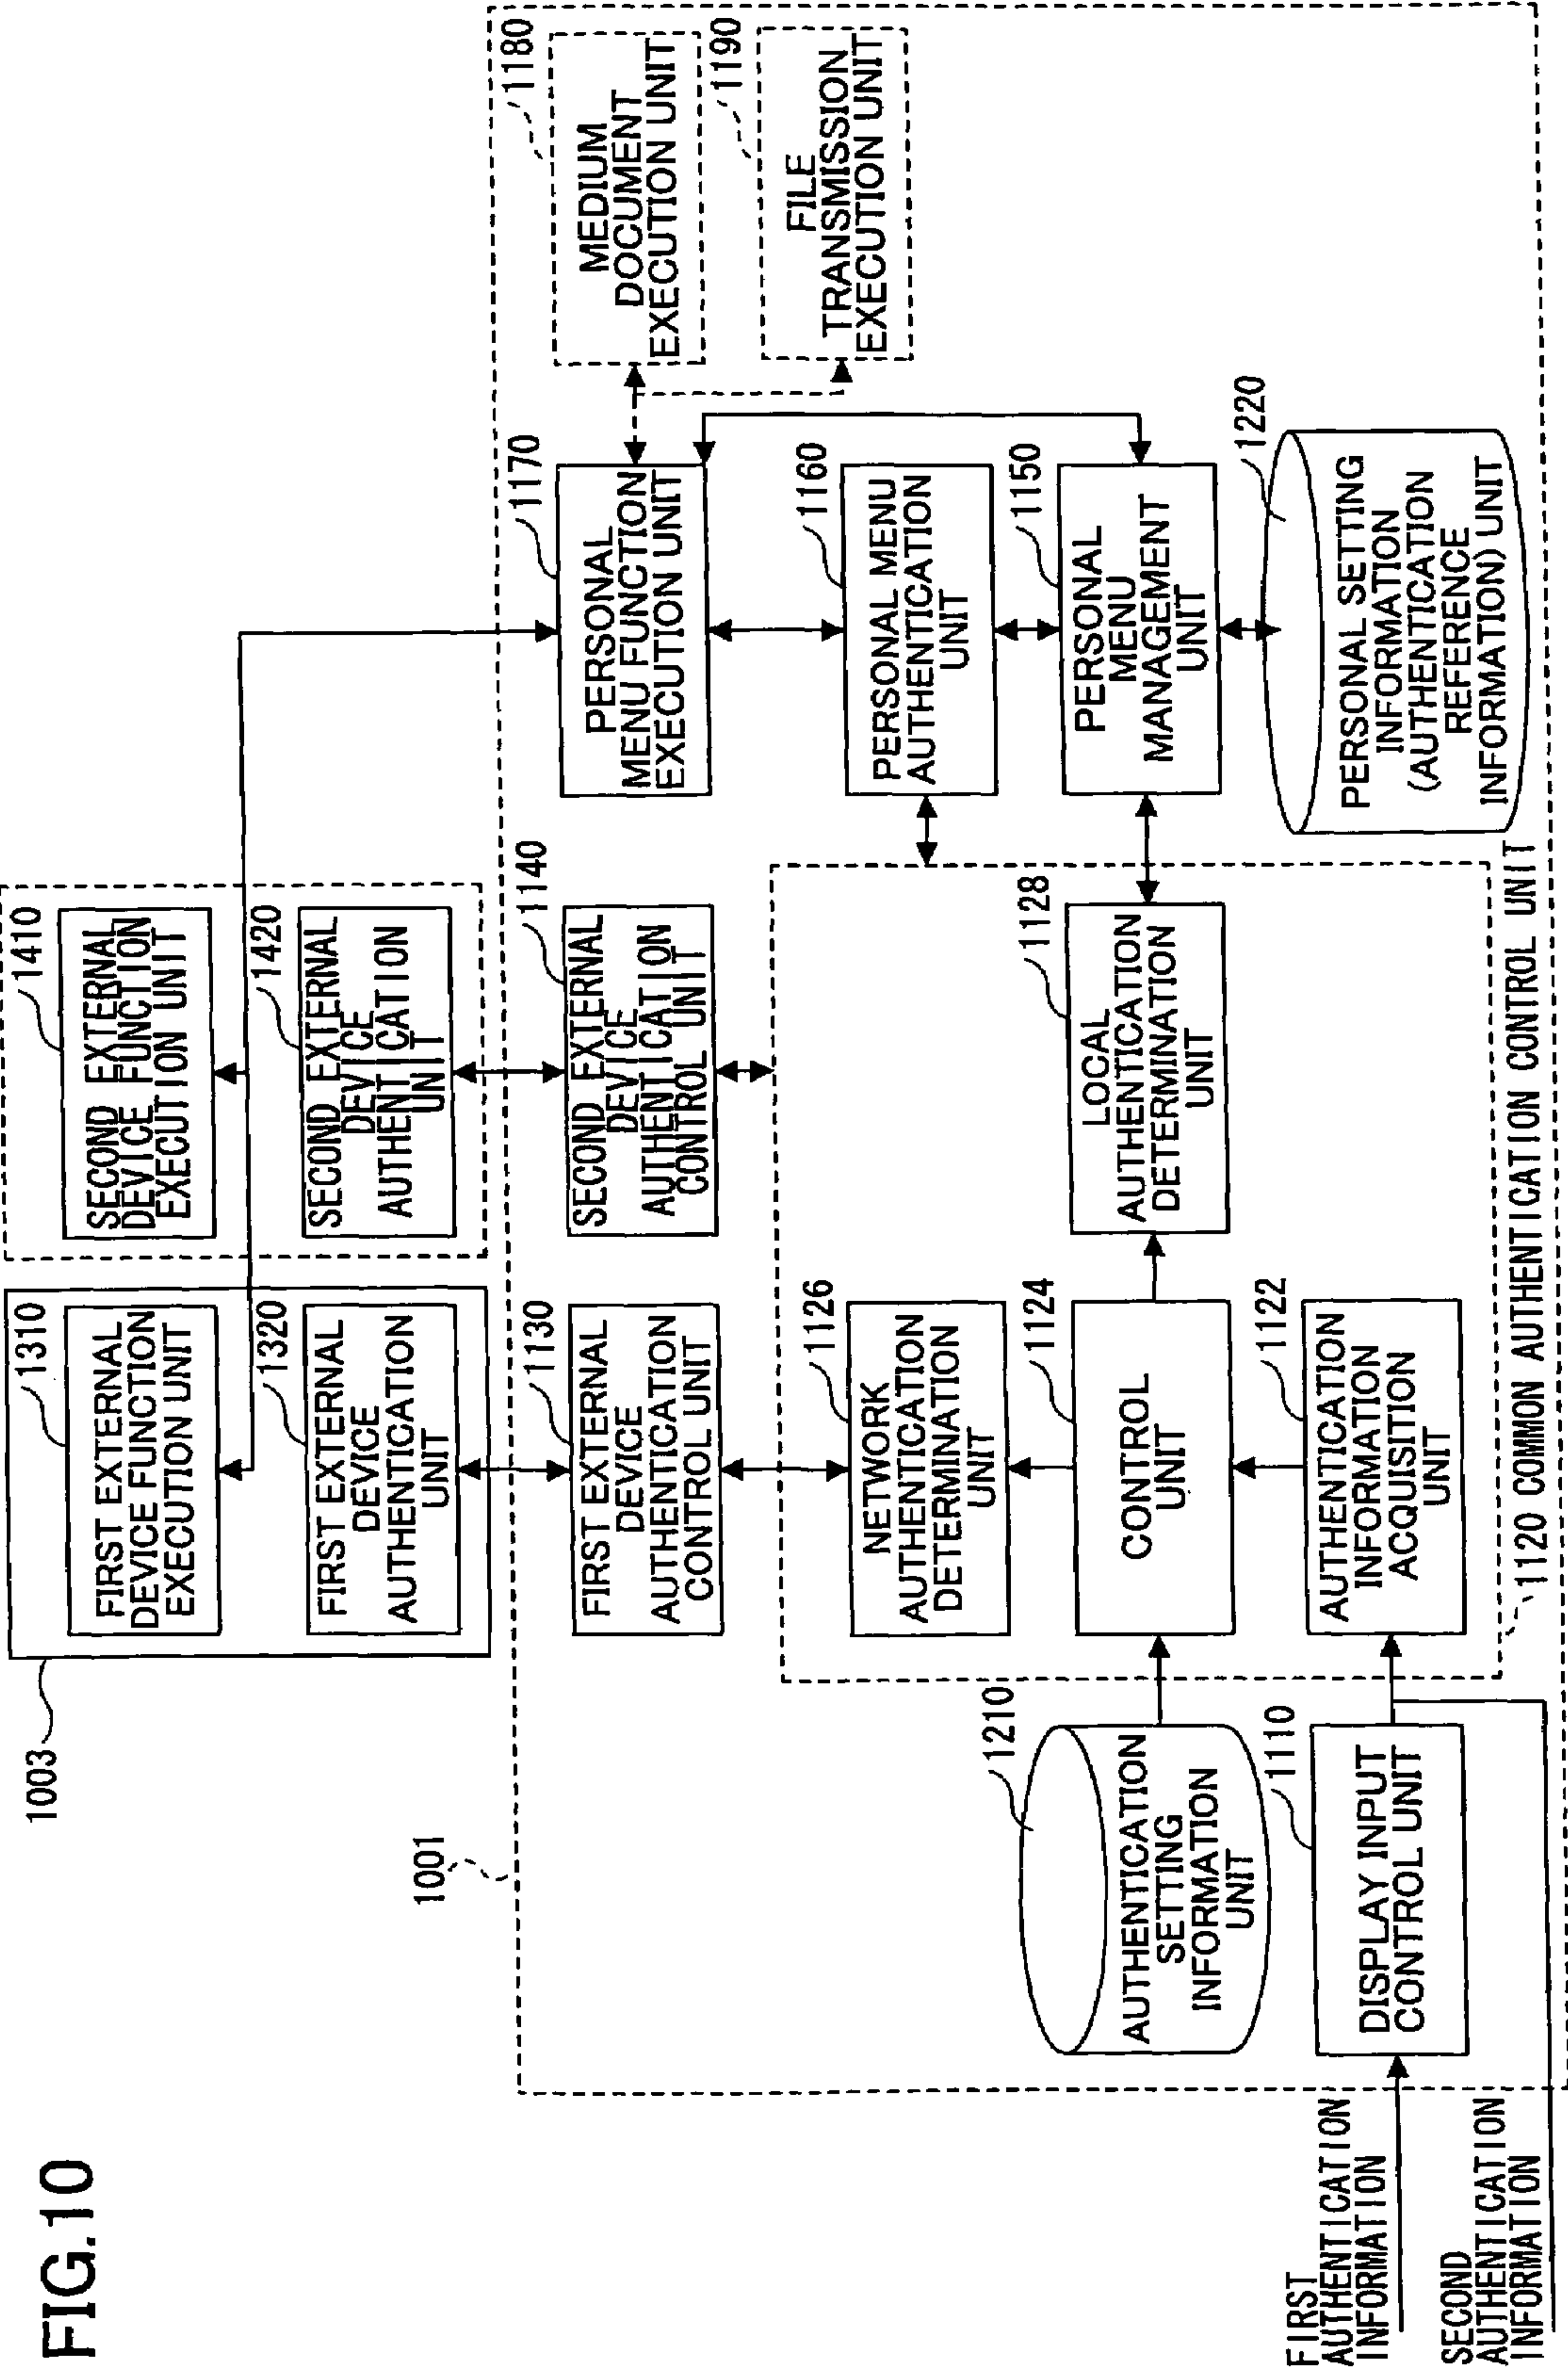 FIG.10
1003
1310
FIRST EXTERNAL
DEVICE FUNCTION
EXECUTION UNIT
1320
FIRST EXTERNAL
DEVICE
AUTHENTICATION
UNIT
1410
SECOND EXTERNAL
DEVICE FUNCTION
EXECUTION UNIT
1420
SECOND EXTERNAL
DEVICE
AUTHENTICATION
UNIT
1001
1130
FIRST EXTERNAL
DEVICE
AUTHENTICATION
CONTROL UNIT
1140
SECOND EXTERNAL
DEVICE
AUTHENTICATION
CONTROL UNIT
1170
PERSONAL
MENU FUNCTION
EXECUTION UNIT
1180
MEDIUM
DOCUMENT
EXECUTION UNIT
1190
FILE
TRANSMISSION
EXECUTION UNIT
1126
NETWORK
AUTHENTICATION
DETERMINATION
UNIT
1160
PERSONAL MENU
AUTHENTICATION
UNIT
1210
AUTHENTICATION
SETTING
INFORMATION
UNIT
1124
CONTROL
UNIT
1128
LOCAL
AUTHENTICATION
DETERMINATION
UNIT
1150
PERSONAL
MENU
MANAGEMENT
UNIT
1110
DISPLAY INPUT
CONTROL UNIT
1122
AUTHENTICATION
INFORMATION
ACQUISITION
UNIT
1220
PERSONAL SETTING
INFORMATION
(AUTHENTICATION
REFERENCE
INFORMATION) UNIT
1120 COMMON AUTHENTICATION CONTROL UNIT
FIRST
AUTHENTICATION
INFORMATION
SECOND
AUTHENTICATION
INFORMATION